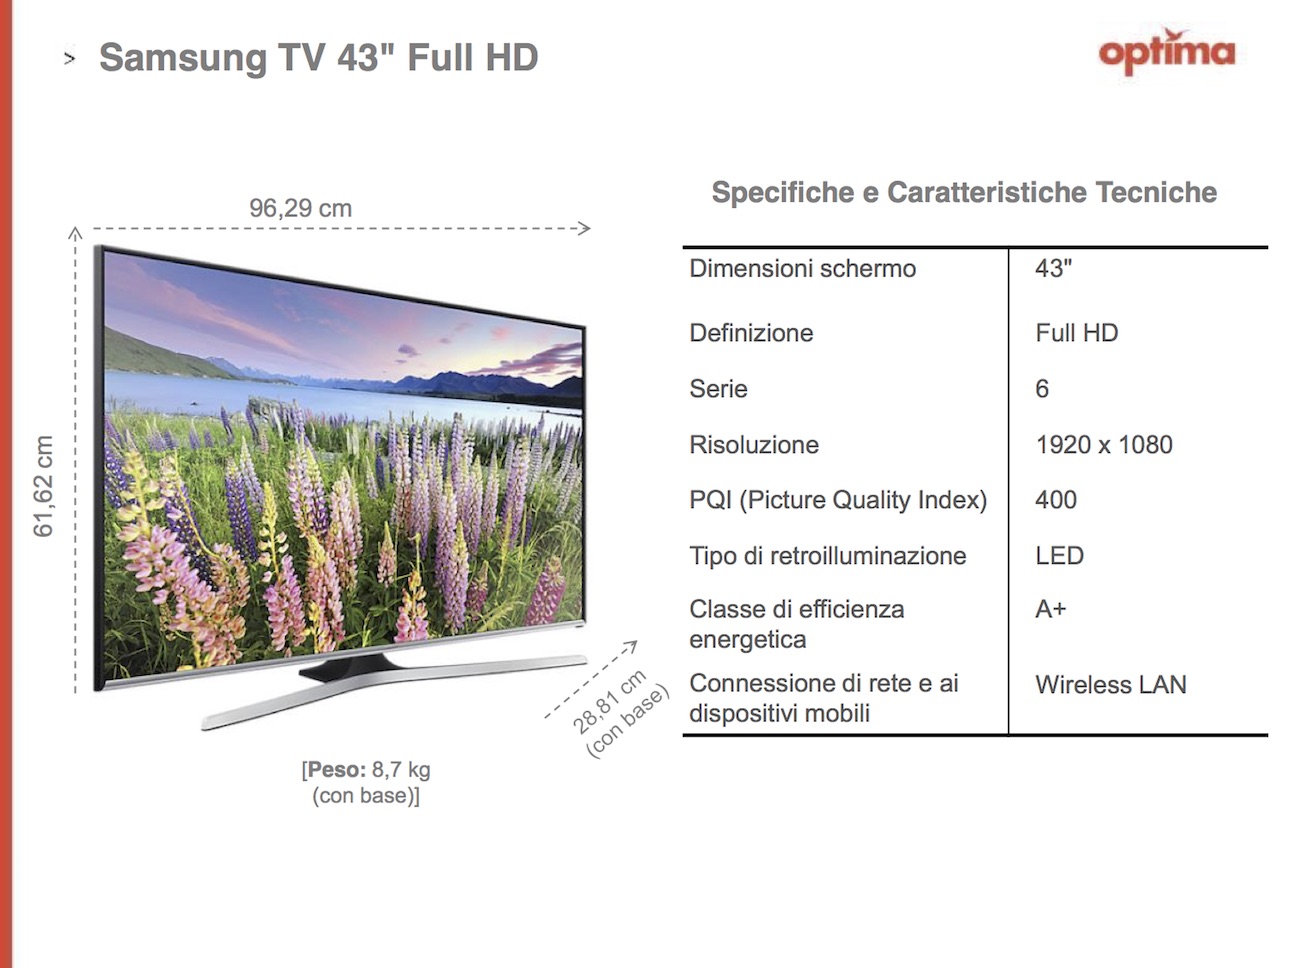 > Samsung TV 43" Full HD
optima
96,29 cm
61,62 cm
28,81 cm
(con base)
[Peso: 8,7 kg
(con base)]
Specifiche e Caratteristiche Tecniche
Dimensioni schermo 43"
Definizione Full HD
Serie 6
Risoluzione 1920 x 1080
PQI (Picture Quality Index) 400
Tipo di retroilluminazione LED
Classe di efficienza A+
energetica
Connessione di rete e ai Wireless LAN
dispositivi mobili